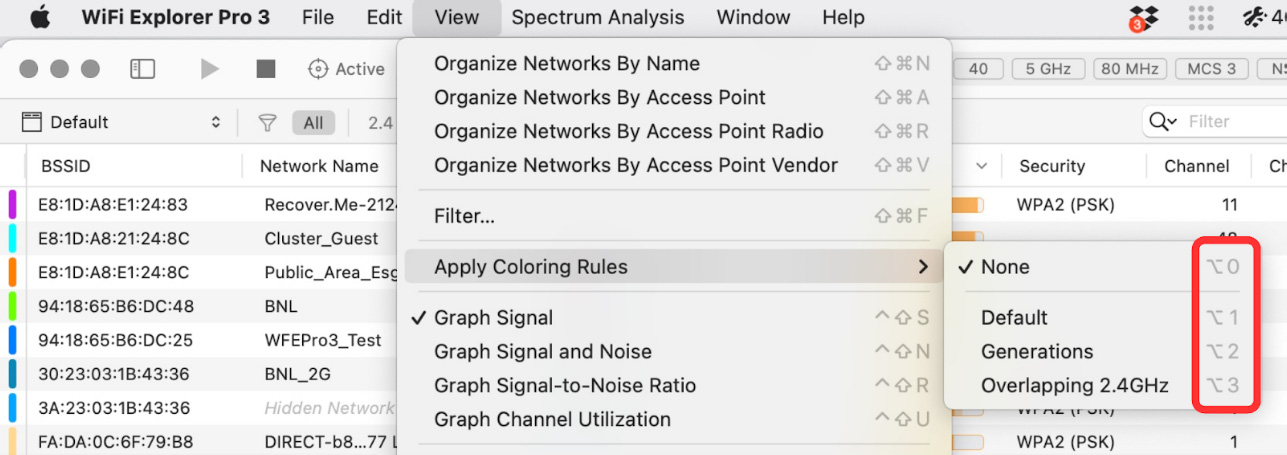 WiFi Explorer Pro 3 File Edit View Spectrum Analysis Window Help 3
Active 40 5 GHz 80 MHz MCS 3
Default All 2.4 Filter
BSSID Network Name Security Channel
E8:1D:A8:E1:24:83 Recover.Me-2124 WPA2 (PSK) 11
E8:1D:A8:21:24:8C Cluster_Guest
E8:1D:A8:E1:24:8C Public_Area_Esg
94:18:65:B6:DC:48 BNL
94:18:65:B6:DC:25 WFEPro3_Test
30:23:03:1B:43:36 BNL_2G
3A:23:03:1B:43:36 Hidden Network
FA:DA:0C:6F:79:B8 DIRECT-b8...77 L WPA2 (PSK) 1
Organize Networks By Name ⇧⌘N
Organize Networks By Access Point ⇧⌘A
Organize Networks By Access Point Radio ⇧⌘R
Organize Networks By Access Point Vendor ⇧⌘V
Filter... ⇧⌘F
Apply Coloring Rules >
✓ Graph Signal ^⇧S
Graph Signal and Noise ^⇧N
Graph Signal-to-Noise Ratio ^⇧R
Graph Channel Utilization ^⇧U
✓ None ⌥0
Default ⌥1
Generations ⌥2
Overlapping 2.4GHz ⌥3